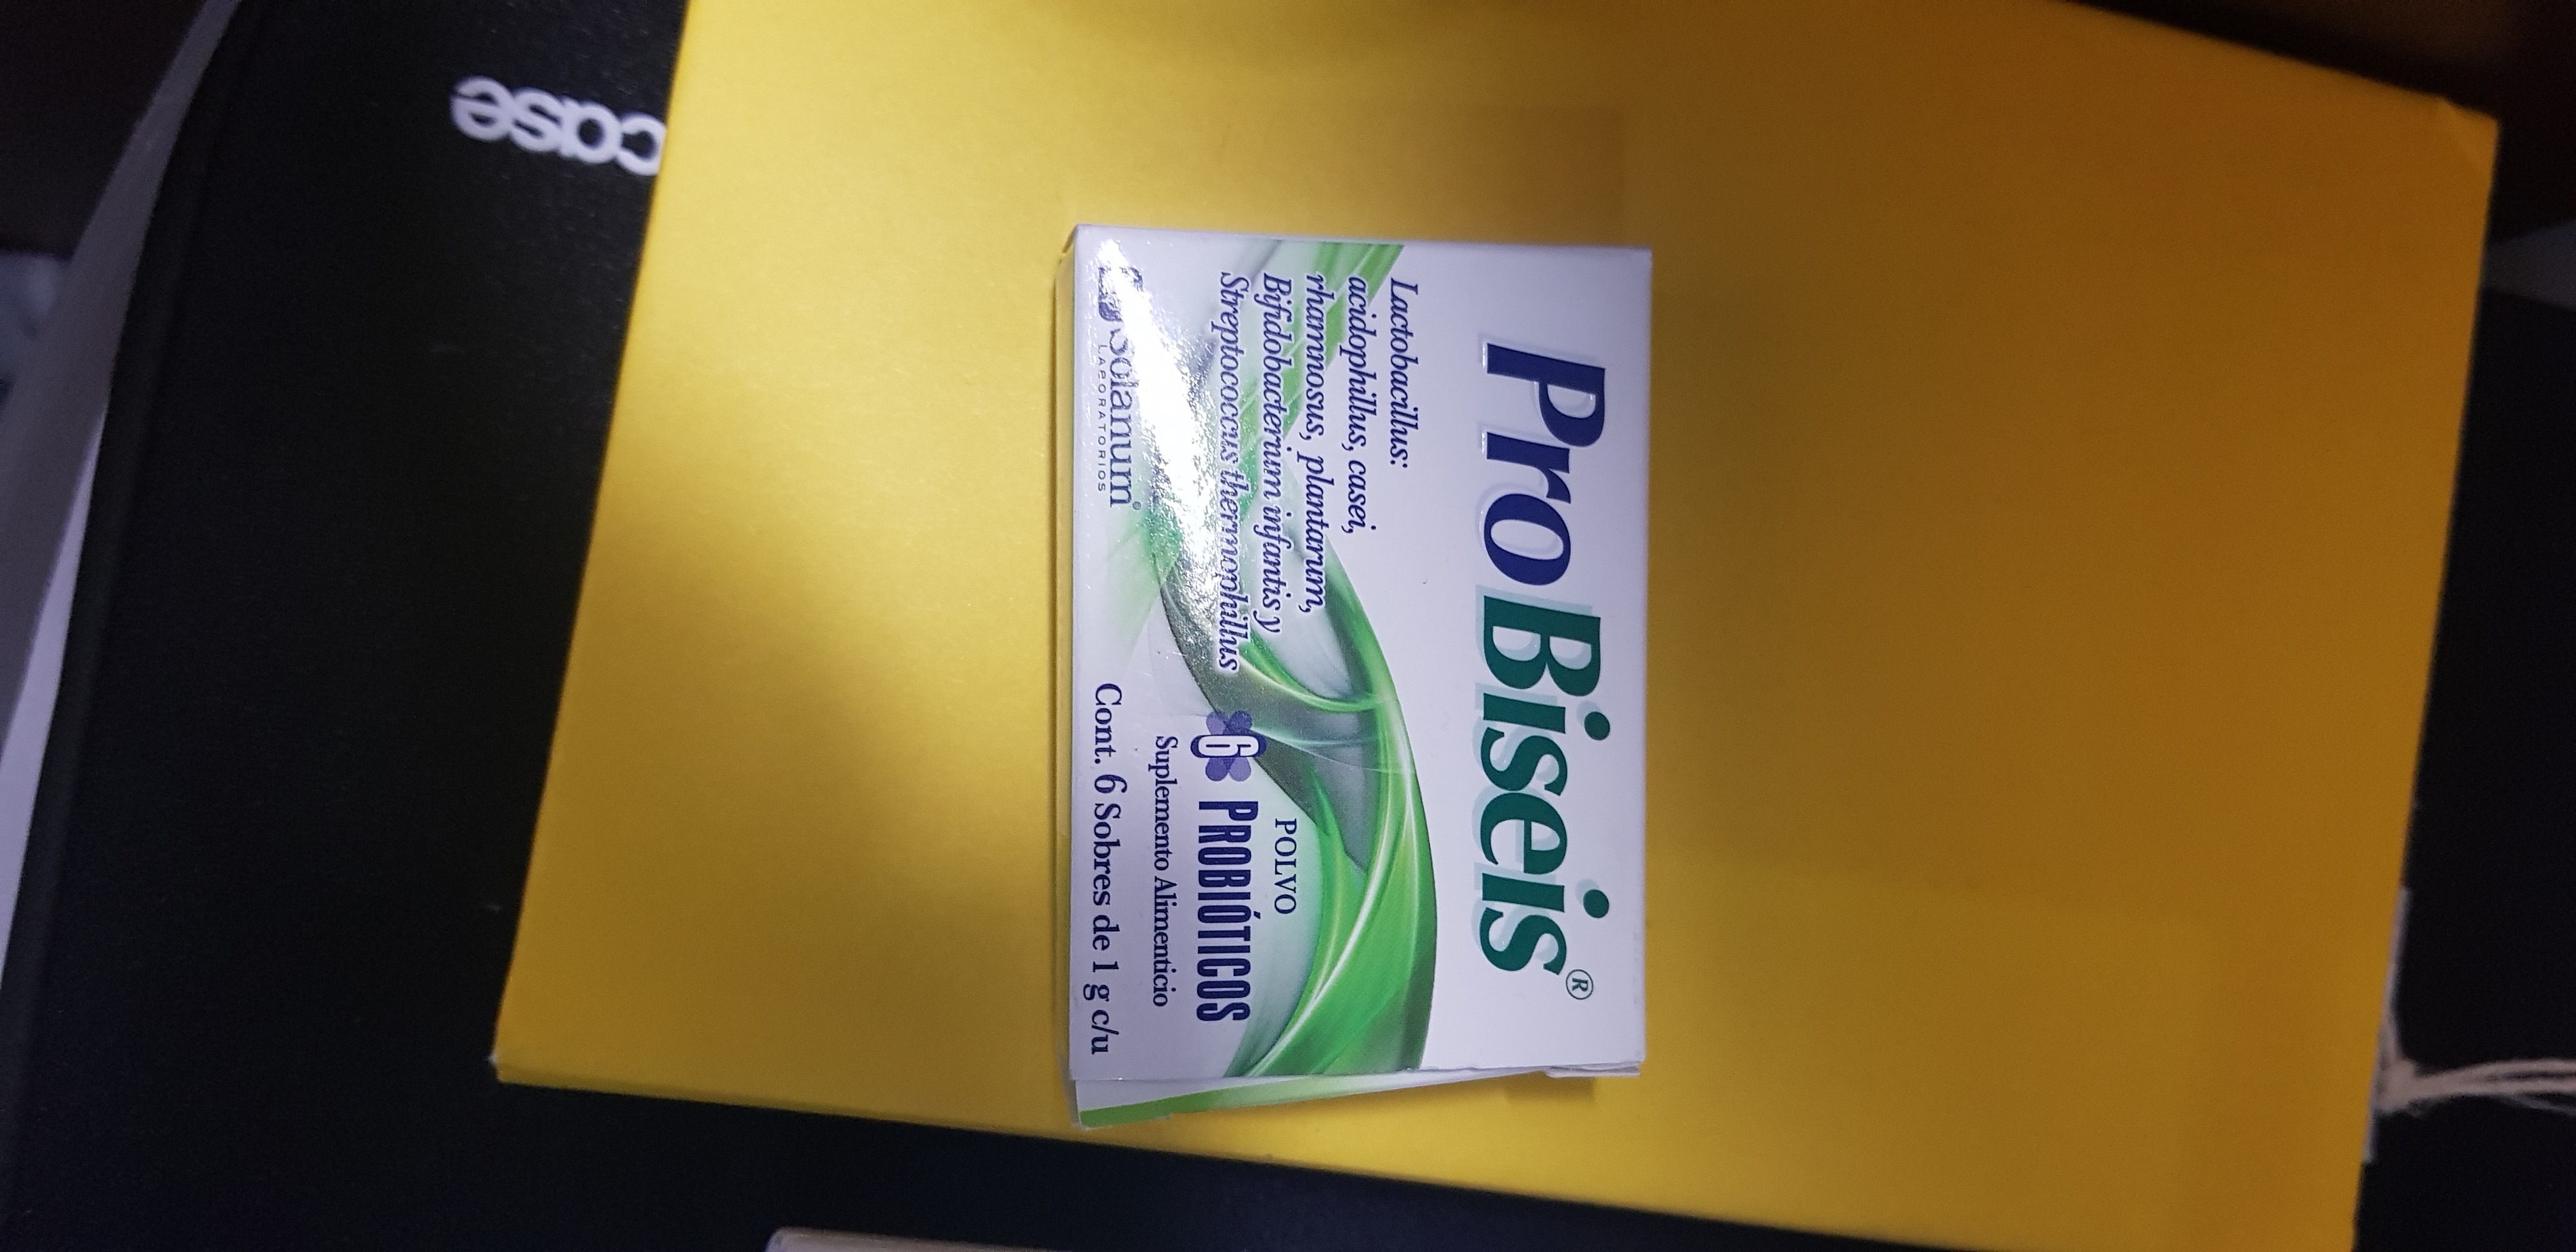 ProBiseis®
Lactobacillus:
acidophillus, casei,
rhamnosus, plantarum,
Bifidobacterium infantis y
Streptococcus thermophillus
POLVO
6 PROBIÓTICOS
Suplemento Alimenticio
Solanum®
LABORATORIOS
Cont. 6 Sobres de 1 g c/u
case